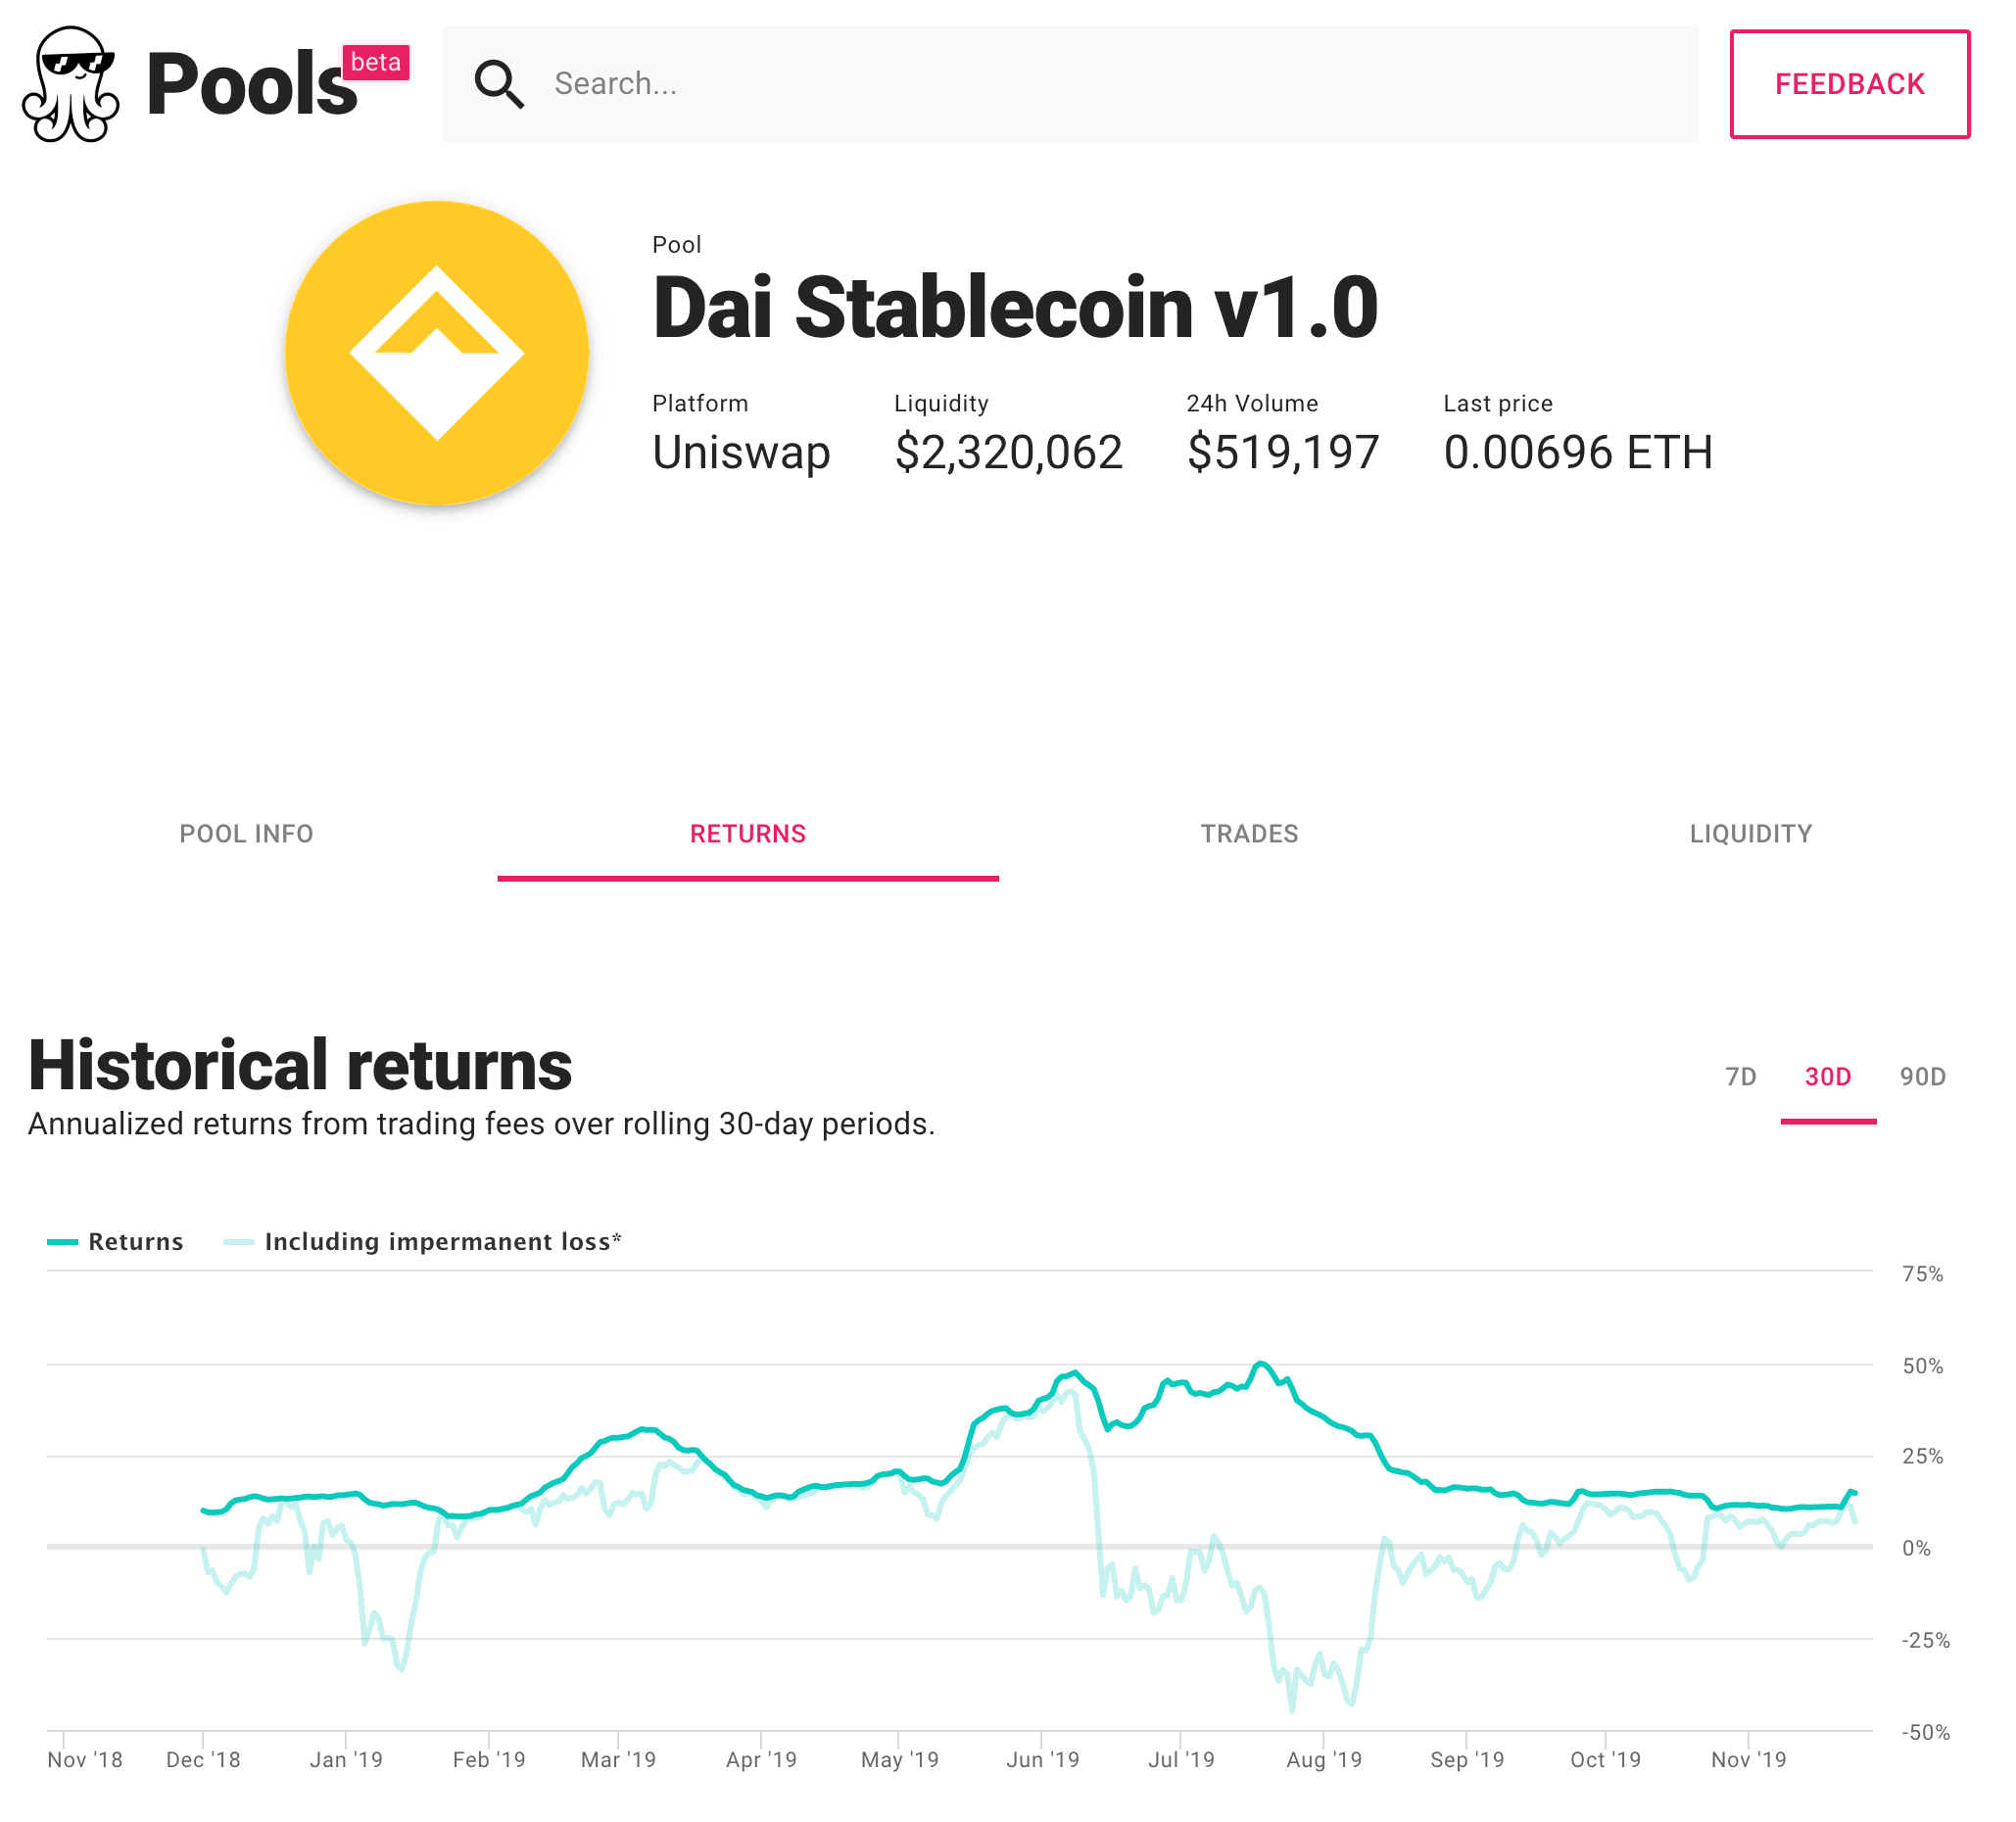 Pools beta Search... FEEDBACK
Pool
Dai Stablecoin v1.0
Platform Liquidity 24h Volume Last price
Uniswap $2,320,062 $519,197 0.00696 ETH
POOL INFO RETURNS TRADES LIQUIDITY
Historical returns
7D 30D 90D
Annualized returns from trading fees over rolling 30-day periods.
Returns Including impermanent loss*
75%
50%
25%
0%
-25%
-50%
Nov '18 Dec '18 Jan '19 Feb '19 Mar '19 Apr '19 May '19 Jun '19 Jul '19 Aug '19 Sep '19 Oct '19 Nov '19